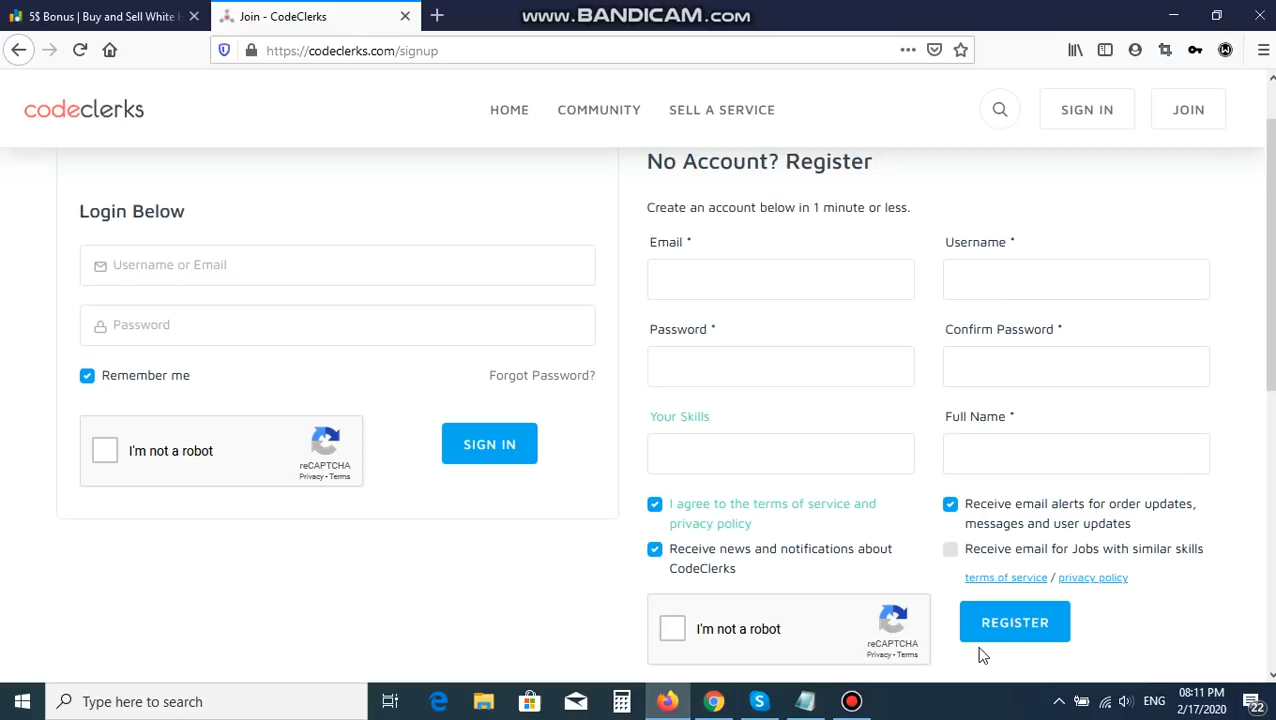 5$ Bonus | Buy and Sell White
Join - CodeClerks
www.BANDICAM.com
https://codeclerks.com/signup
codeclerks
HOME
COMMUNITY
SELL A SERVICE
SIGN IN
JOIN
No Account? Register
Login Below
Create an account below in 1 minute or less.
Email *
Username *
Username or Email
Password *
Confirm Password *
Password
Remember me
Forgot Password?
Your Skills
Full Name *
I'm not a robot
reCAPTCHA
Privacy - Terms
SIGN IN
I agree to the terms of service and
privacy policy
Receive email alerts for order updates,
messages and user updates
Receive news and notifications about
CodeClerks
Receive email for Jobs with similar skills
terms of service / privacy policy
I'm not a robot
reCAPTCHA
Privacy - Terms
REGISTER
Type here to search
ENG
08:11 PM
2/17/2020
22